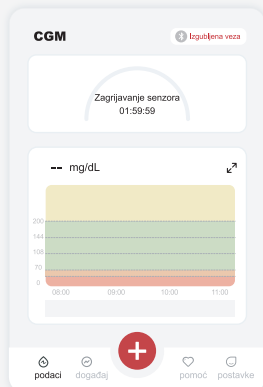 CGM
Izgubljena veza
Zagrijavanje senzora
01:59:59
-- mg/dL
200
144
108
70
0
08:00 09:00 10:00 11:00
podaci događaj pomoć postavke